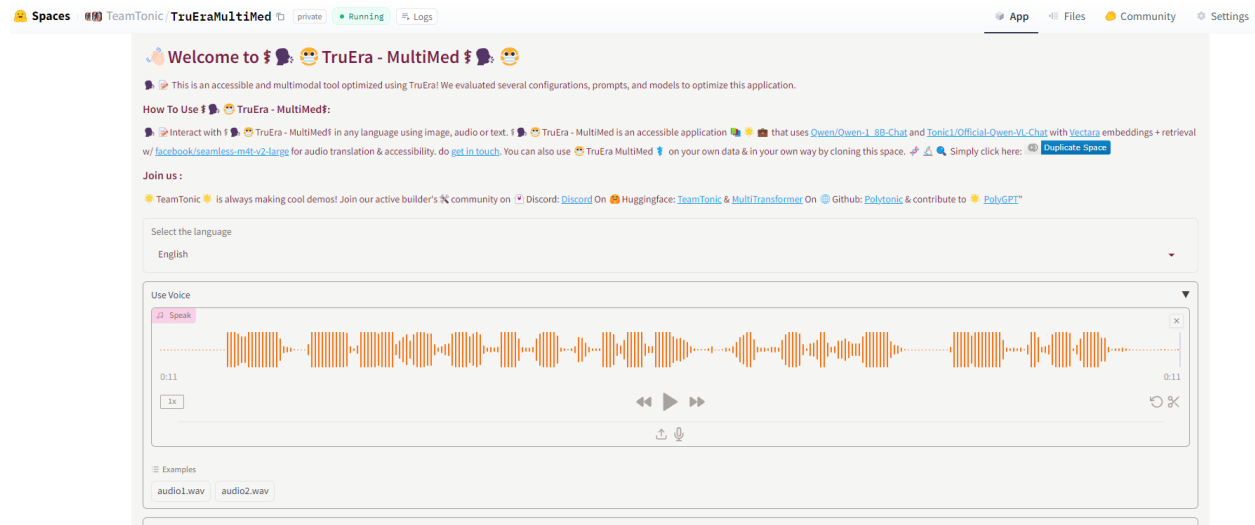 🤗 Spaces TeamTonic/TruEraMultiMed private • Running Logs App Files Community Settings
👋🏻Welcome to ⚕🗣️😷TruEra - MultiMed ⚕🗣️😷
🗣️📝 This is an accessible and multimodal tool optimized using TruEra! We evaluated several configurations, prompts, and models to optimize this application.
How To Use ⚕🗣️😷TruEra - MultiMed⚕:
🗣️📝Interact with ⚕🗣️😷TruEra - MultiMed⚕ in any language using image, audio or text. ⚕🗣️😷TruEra - MultiMed is an accessible application 📚🌟💼 that uses Qwen/Qwen-1_8B-Chat and Tonic1/Official-Qwen-VL-Chat with Vectara embeddings + retrieval
w/ facebook/seamless-m4t-v2-large for audio translation & accessibility. do get in touch. You can also use 😷TruEra MultiMed ⚕️ on your own data & in your own way by cloning this space. 🧬🔬🔍 Simply click here: Duplicate Space
Join us :
🌟TeamTonic🌟 is always making cool demos! Join our active builder's🛠️community on 👻Discord: Discord On 🤗Huggingface: TeamTonic & MultiTransformer On 🌐Github: Polytonic & contribute to 🌟 PolyGPT"
Select the language
English
Use Voice
Speak
0:11 0:11
1x
Examples
audio1.wav audio2.wav